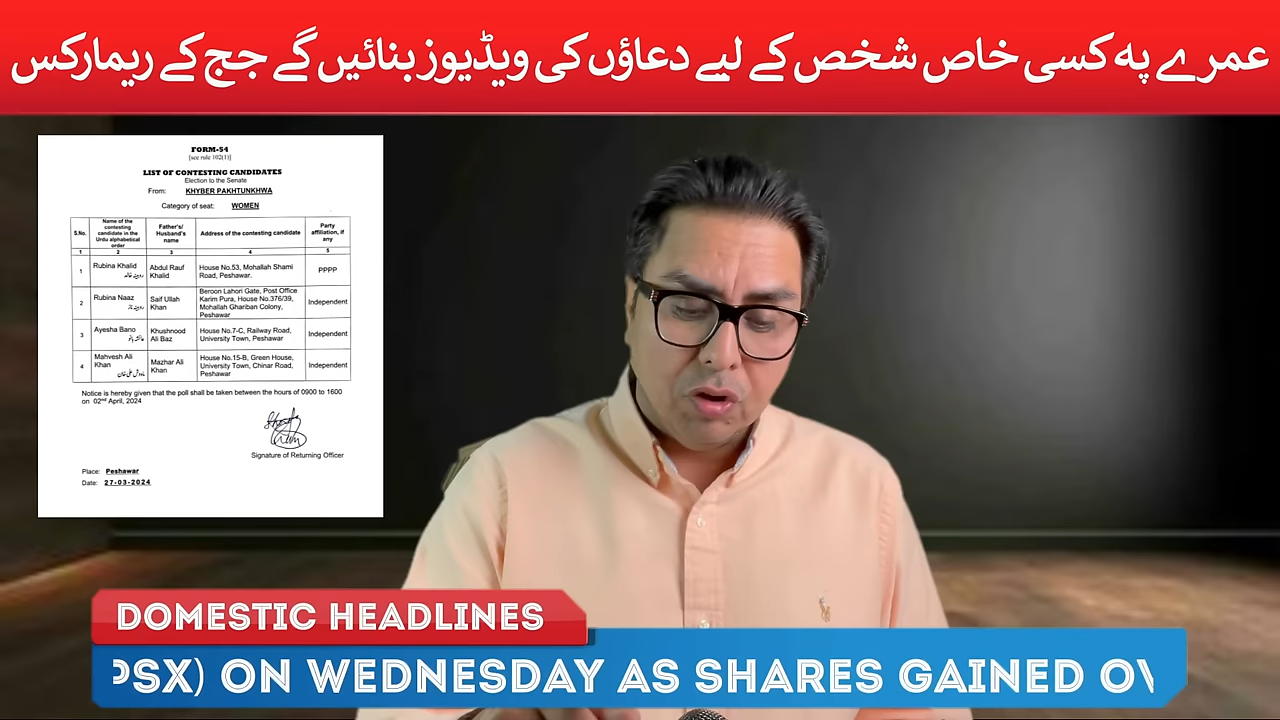 عمرے پہ کسی خاص شخص کے لیے دعاؤں کی ویڈیوز بنائیں گے جج کے ریمارکس
FORM-54
[see rule 102(1)]
LIST OF CONTESTING CANDIDATES
Election to the Senate
From: KHYBER PAKHTUNKHWA
Category of seat: WOMEN
S.No. Name of the contesting candidate in the Urdu alphabetical order Father's/ Husband's name Address of the contesting candidate Party affiliation, if any
1 2 3 4 5
1 Rubina Khalid روبینہ خالد Abdul Rauf Khalid House No.53, Mohallah Shami Road, Peshawar. PPPP
2 Rubina Naaz روبینہ ناز Saif Ullah Khan Beroon Lahori Gate, Post Office Karim Pura, House No.376/39, Mohallah Ghariban Colony, Peshawar Independent
3 Ayesha Bano عائشہ بانو Khushnood Ali Baz House No.7-C, Railway Road, University Town, Peshawar Independent
4 Mahvesh Ali Khan ماہوش علی خان Mazhar Ali Khan House No.15-B, Green House, University Town, Chinar Road, Peshawar Independent
Notice is hereby given that the poll shall be taken between the hours of 0900 to 1600
on 02nd April, 2024
Signature of Returning Officer
Place: Peshawar
Date: 27-03-2024
DOMESTIC HEADLINES
PSX) ON WEDNESDAY AS SHARES GAINED OV